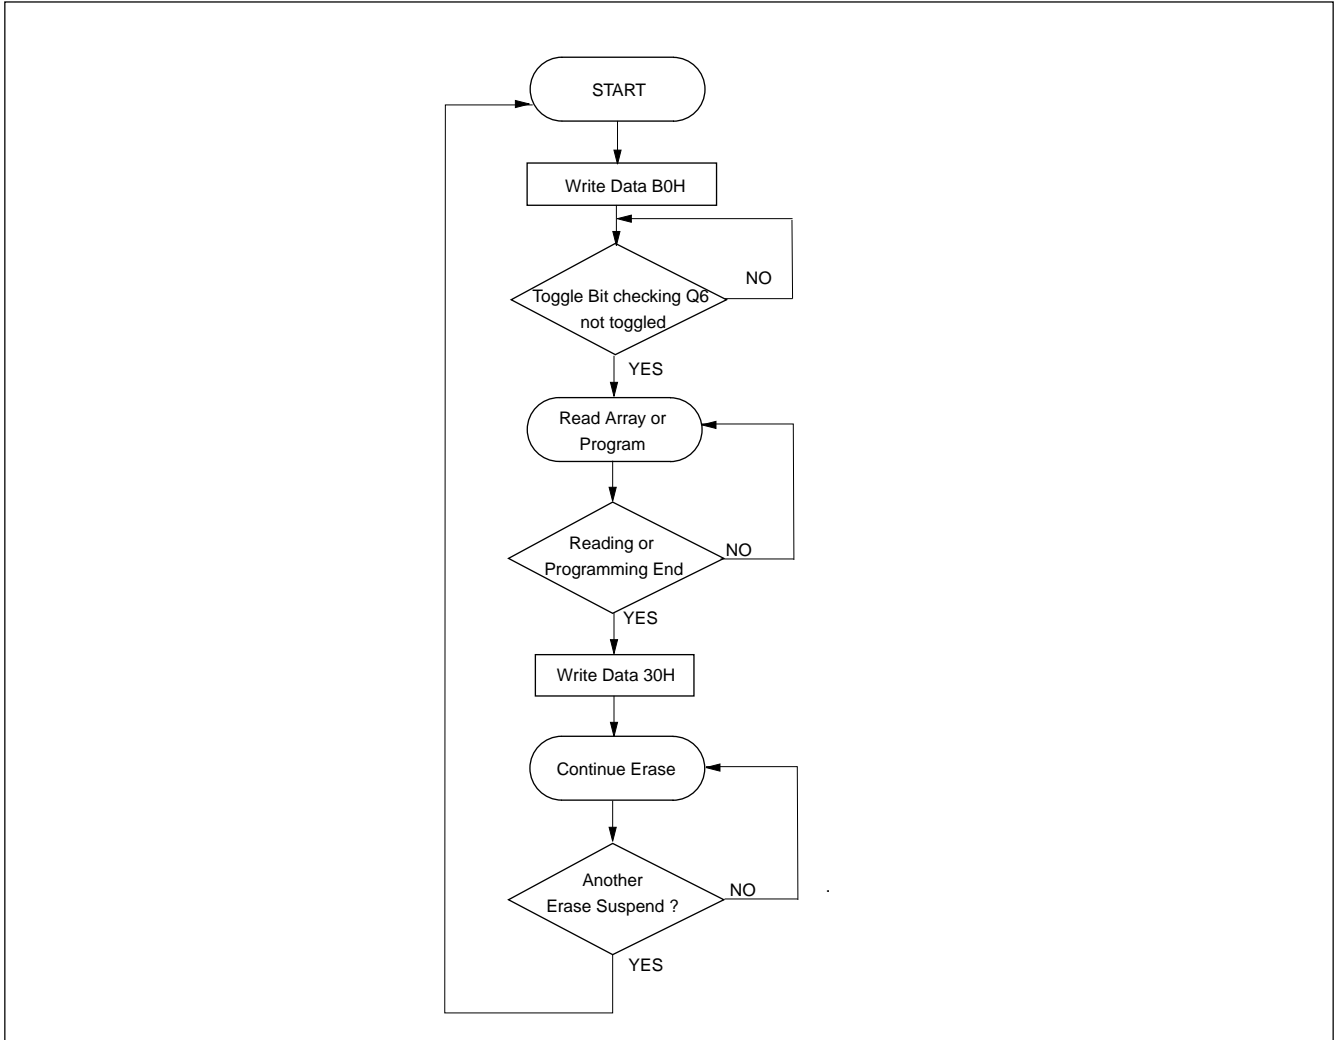 START
Write Data B0H
NO
Toggle Bit checking Q6
not toggled
YES
Read Array or
Program
Reading or
Programming End
NO
YES
Write Data 30H
Continue Erase
Another
Erase Suspend ?
NO
.
YES